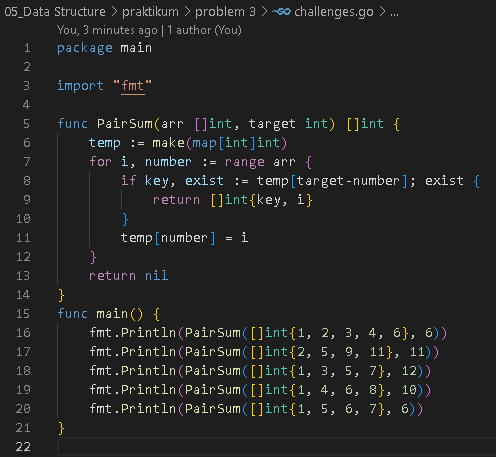 05_Data Structure > praktikum > problem 3 > challenges.go > ...
You, 3 minutes ago | 1 author (You)
1 package main
2
3 import "fmt"
4
5 func PairSum(arr []int, target int) []int {
6     temp := make(map[int]int)
7     for i, number := range arr {
8         if key, exist := temp[target-number]; exist {
9             return []int{key, i}
10         }
11         temp[number] = i
12     }
13     return nil
14 }
15 func main() {
16     fmt.Println(PairSum([]int{1, 2, 3, 4, 6}, 6))
17     fmt.Println(PairSum([]int{2, 5, 9, 11}, 11))
18     fmt.Println(PairSum([]int{1, 3, 5, 7}, 12))
19     fmt.Println(PairSum([]int{1, 4, 6, 8}, 10))
20     fmt.Println(PairSum([]int{1, 5, 6, 7}, 6))
21 }
22